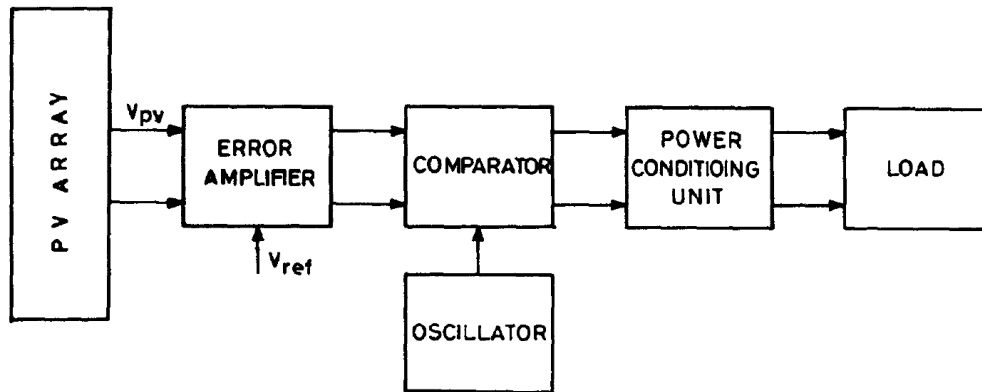 PV ARRAY
Vpv
ERROR
AMPLIFIER
Vref
COMPARATOR
OSCILLATOR
POWER
CONDITIOING
UNIT
LOAD